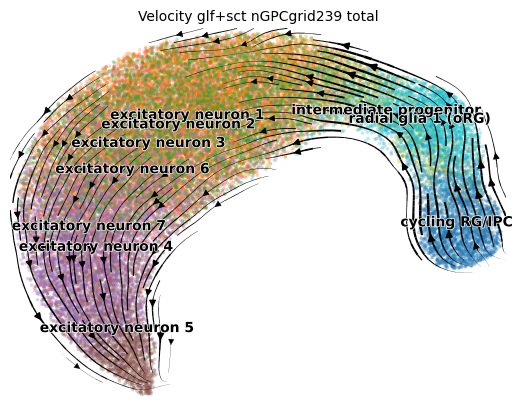 Velocity glf+sct nGPCgrid239 total
intermediate progenitor
excitatory neuron 1
radial glia 1 (oRG)
excitatory neuron 2
excitatory neuron 3
excitatory neuron 6
cycling RG/IPC
excitatory neuron 7
excitatory neuron 4
excitatory neuron 5